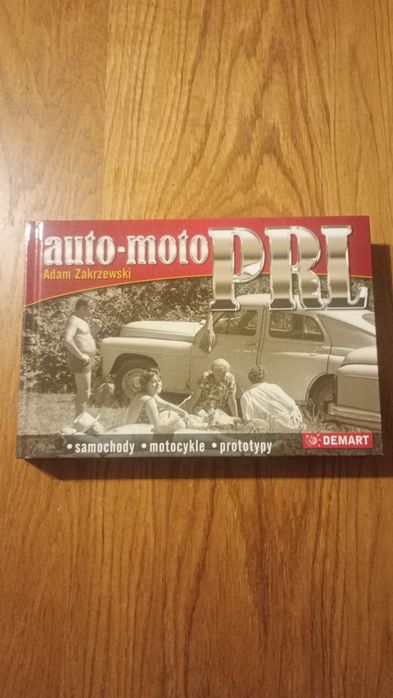 auto-moto PRL
Adam Zakrzewski
• samochody • motocykle • prototypy
DEMART